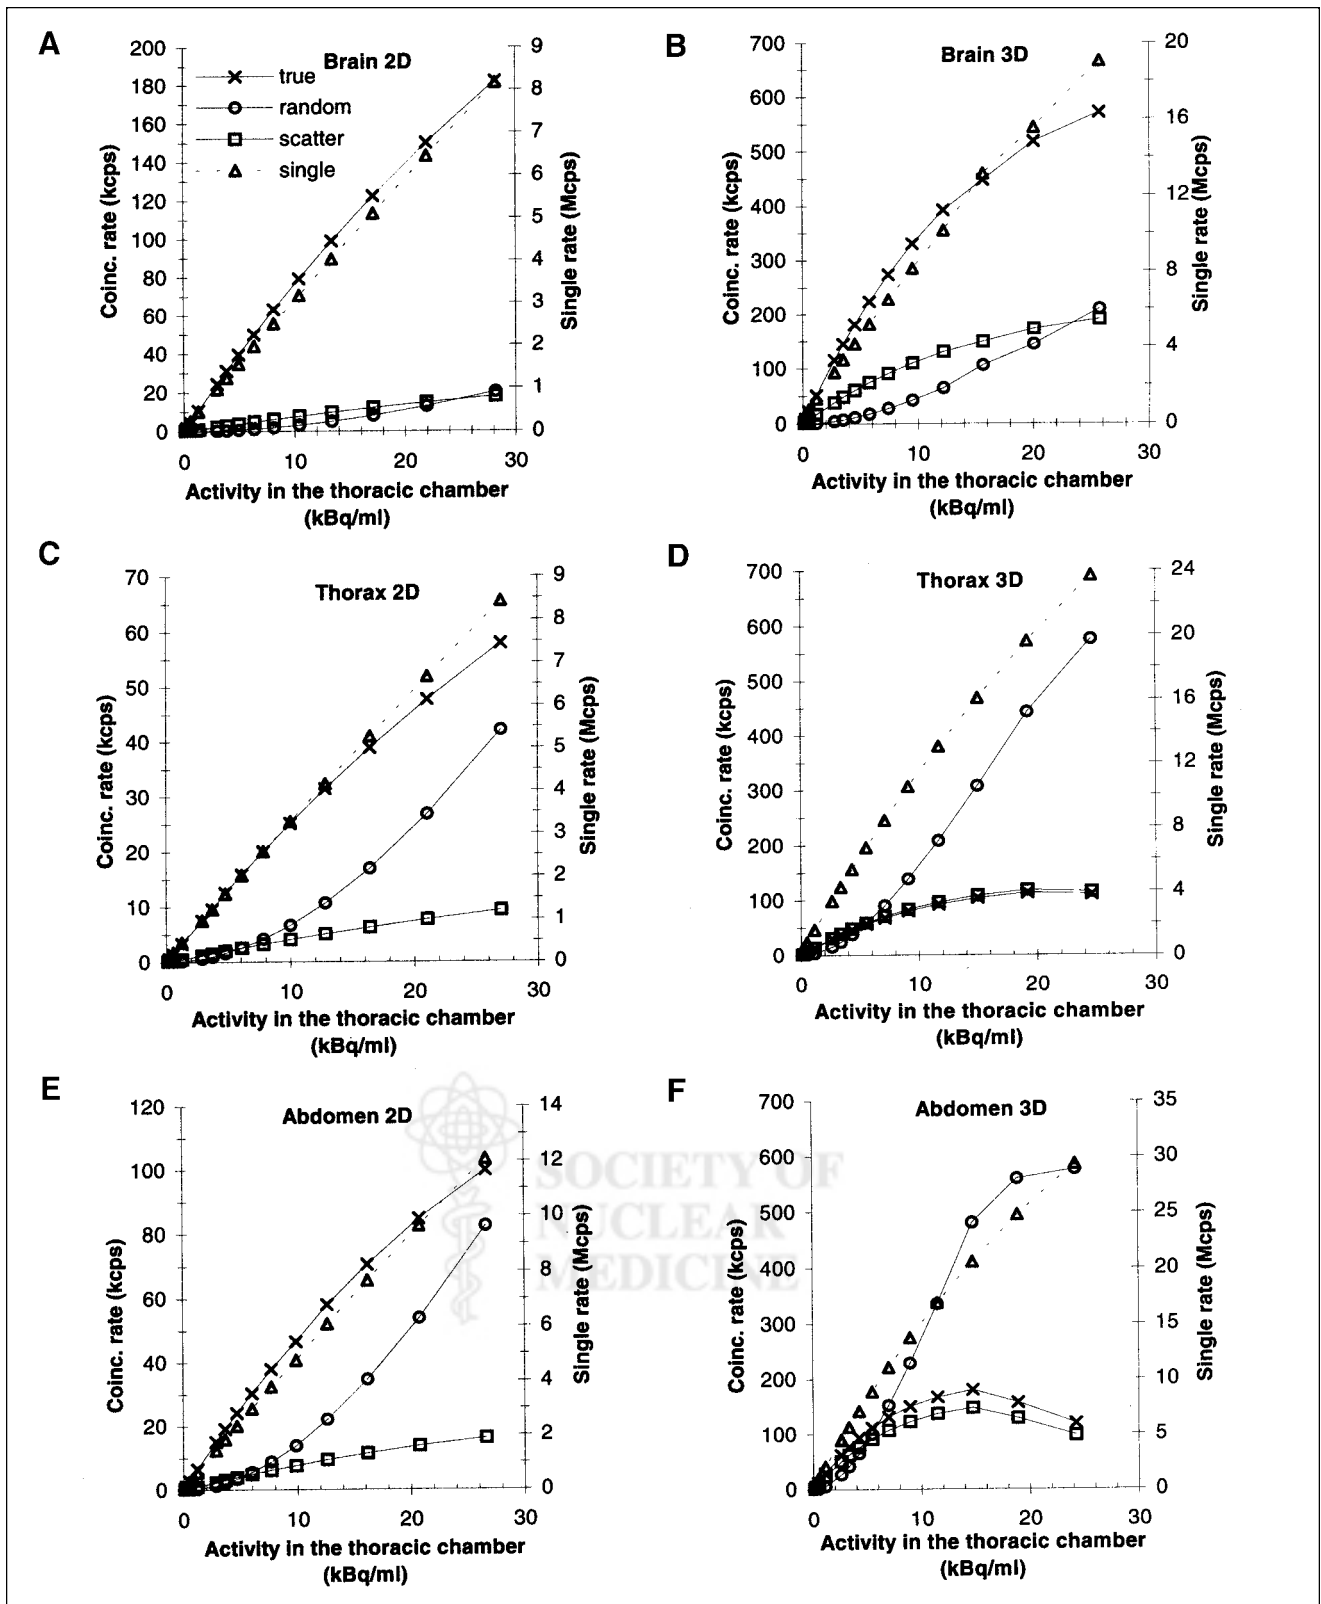 A
Brain 2D
true
random
scatter
single
200
180
160
140
120
100
80
60
40
20
0
9
8
7
6
5
4
3
2
1
0
0 10 20 30
Coinc. rate (kcps)
Single rate (Mcps)
Activity in the thoracic chamber
(kBq/ml)
B
Brain 3D
700
600
500
400
300
200
100
0
20
16
12
8
4
0
0 10 20 30
Coinc. rate (kcps)
Single rate (Mcps)
Activity in the thoracic chamber
(kBq/ml)
C
Thorax 2D
70
60
50
40
30
20
10
0
9
8
7
6
5
4
3
2
1
0
0 10 20 30
Coinc. rate (kcps)
Single rate (Mcps)
Activity in the thoracic chamber
(kBq/ml)
D
Thorax 3D
700
600
500
400
300
200
100
0
24
20
16
12
8
4
0
0 10 20 30
Coinc. rate (kcps)
Single rate (Mcps)
Activity in the thoracic chamber
(kBq/ml)
E
Abdomen 2D
120
100
80
60
40
20
0
14
12
10
8
6
4
2
0
0 10 20 30
Coinc. rate (kcps)
Single rate (Mcps)
Activity in the thoracic chamber
(kBq/ml)
F
Abdomen 3D
700
600
500
400
300
200
100
0
35
30
25
20
15
10
5
0
0 10 20 30
Coinc. rate (kcps)
Single rate (Mcps)
Activity in the thoracic chamber
(kBq/ml)
SOCIETY OF
NUCLEAR
MEDICINE